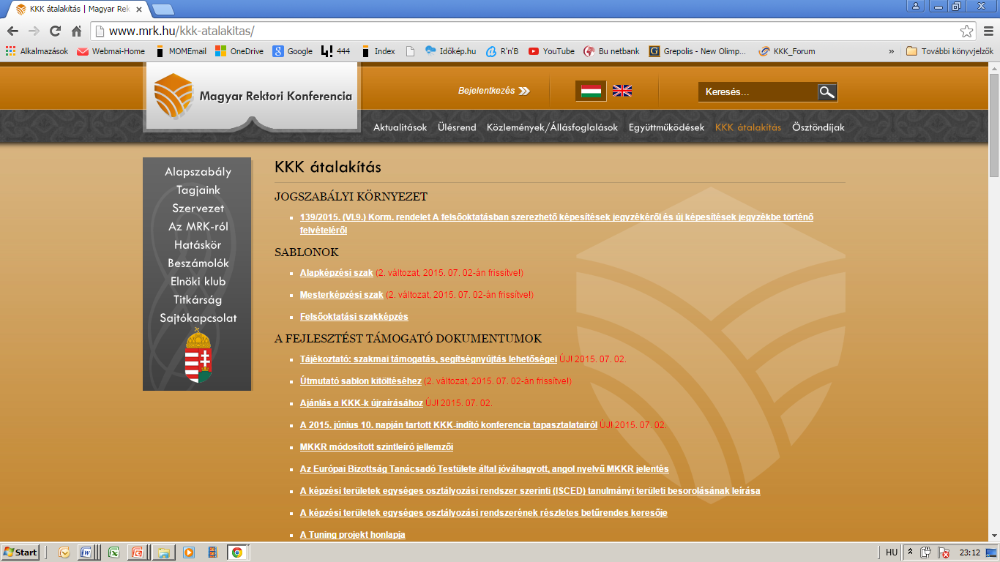 KKK átalakítás | Magyar Rek
www.mrk.hu/kkk-atalakitas/
Alkalmazások Webmai-Home MOMEmail OneDrive Google 444 Index Időkép.hu R'n'B YouTube Bu netbank Grepolis - New Olimp... KKK_Forum » További könyvjelzők
Magyar Rektori Konferencia
Bejelentkezés
Keresés...
Aktualitások Ülésrend Közlemények/Állásfoglalások Együttműködések KKK átalakítás Ösztöndíjak
Alapszabály
Tagjaink
Szervezet
Az MRK-ról
Hatáskör
Beszámolók
Elnöki klub
Titkárság
Sajtókapcsolat
KKK átalakítás
JOGSZABÁLYI KÖRNYEZET
139/2015. (VI.9.) Korm. rendelet A felsőoktatásban szerezhető képesítések jegyzékéről és új képesítések jegyzékbe történő
felvételéről
SABLONOK
Alapképzési szak (2. változat, 2015. 07. 02-án frissítve!)
Mesterképzési szak (2. változat, 2015. 07. 02-án frissítve!)
Felsőoktatási szakképzés
A FEJLESZTÉST TÁMOGATÓ DOKUMENTUMOK
Tájékoztató: szakmai támogatás, segítségnyújtás lehetőségei ÚJ! 2015. 07. 02.
Útmutató sablon kitöltéséhez (2. változat, 2015. 07. 02-án frissítve!)
Ajánlás a KKK-k újraírásához ÚJ! 2015. 07. 02.
A 2015. június 10. napján tartott KKK-indító konferencia tapasztalatairól ÚJ! 2015. 07. 02.
MKKR módosított szintleíró jellemzői
Az Európai Bizottság Tanácsadó Testülete által jóváhagyott, angol nyelvű MKKR jelentés
A képzési területek egységes osztályozási rendszer szerinti (ISCED) tanulmányi területi besorolásának leírása
A képzési területek egységes osztályozási rendszerének részletes betűrendes keresője
A Tuning projekt honlapja
Start HU 23:12